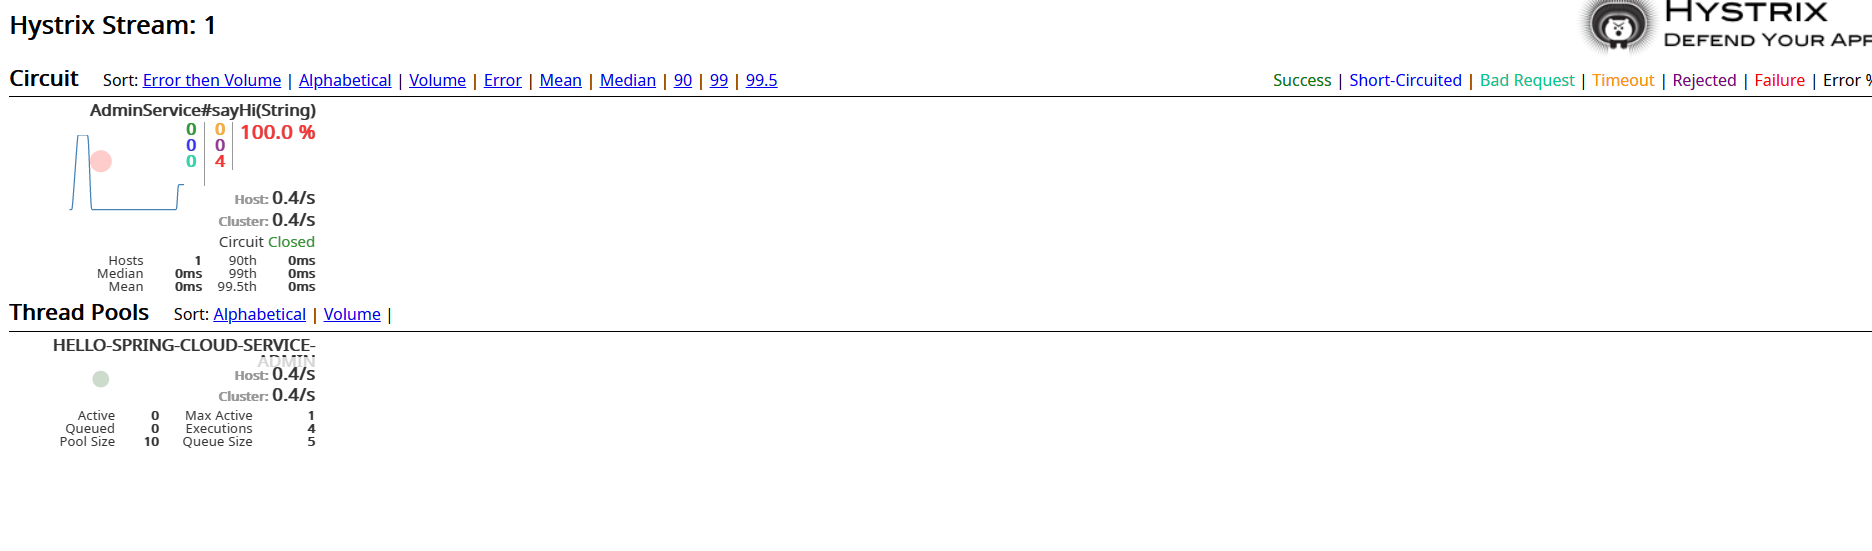 Hystrix Stream: 1
HYSTRIX
DEFEND YOUR APP
Circuit Sort: Error then Volume | Alphabetical | Volume | Error | Mean | Median | 90 | 99 | 99.5
Success | Short-Circuited | Bad Request | Timeout | Rejected | Failure | Error %
AdminService#sayHi(String)
0 0 100.0 %
0 0
0 4
Host: 0.4/s
Cluster: 0.4/s
Circuit Closed
Hosts 1 90th 0ms
Median 0ms 99th 0ms
Mean 0ms 99.5th 0ms
Thread Pools Sort: Alphabetical | Volume |
HELLO-SPRING-CLOUD-SERVICE-
ADMIN
Host: 0.4/s
Cluster: 0.4/s
Active 0 Max Active 1
Queued 0 Executions 4
Pool Size 10 Queue Size 5